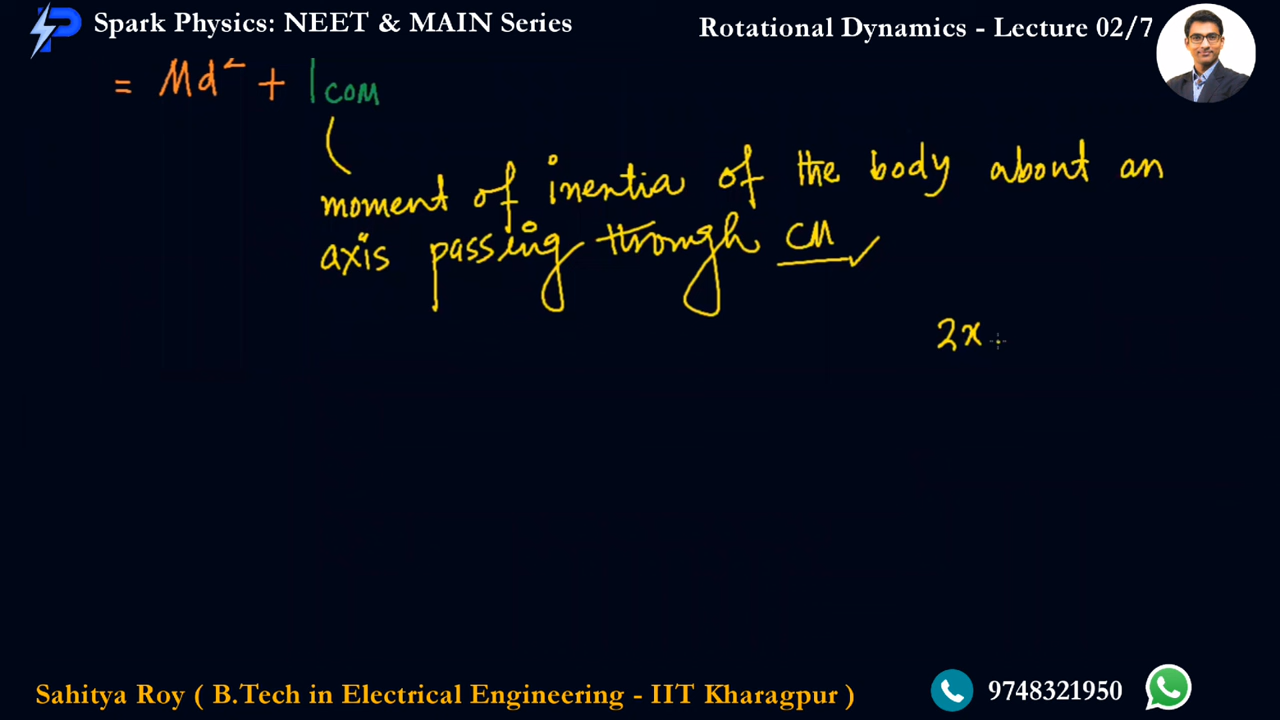 Spark Physics: NEET & MAIN Series
Rotational Dynamics - Lecture 02/7
= Md² + I_COM
moment of inertia of the body about an
axis passing through CM ✓
2x
Sahitya Roy ( B.Tech in Electrical Engineering - IIT Kharagpur )
9748321950